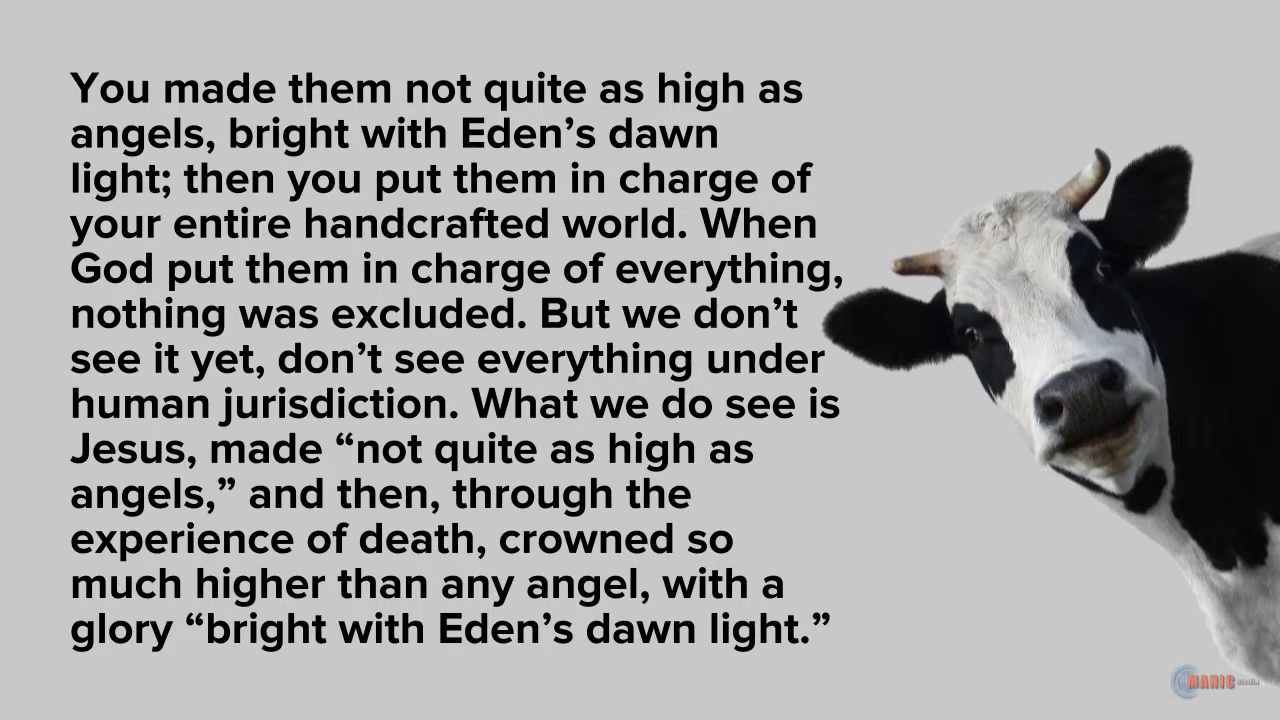 You made them not quite as high as
angels, bright with Eden’s dawn
light; then you put them in charge of
your entire handcrafted world. When
God put them in charge of everything,
nothing was excluded. But we don’t
see it yet, don’t see everything under
human jurisdiction. What we do see is
Jesus, made “not quite as high as
angels,” and then, through the
experience of death, crowned so
much higher than any angel, with a
glory “bright with Eden’s dawn light.”
MANIC